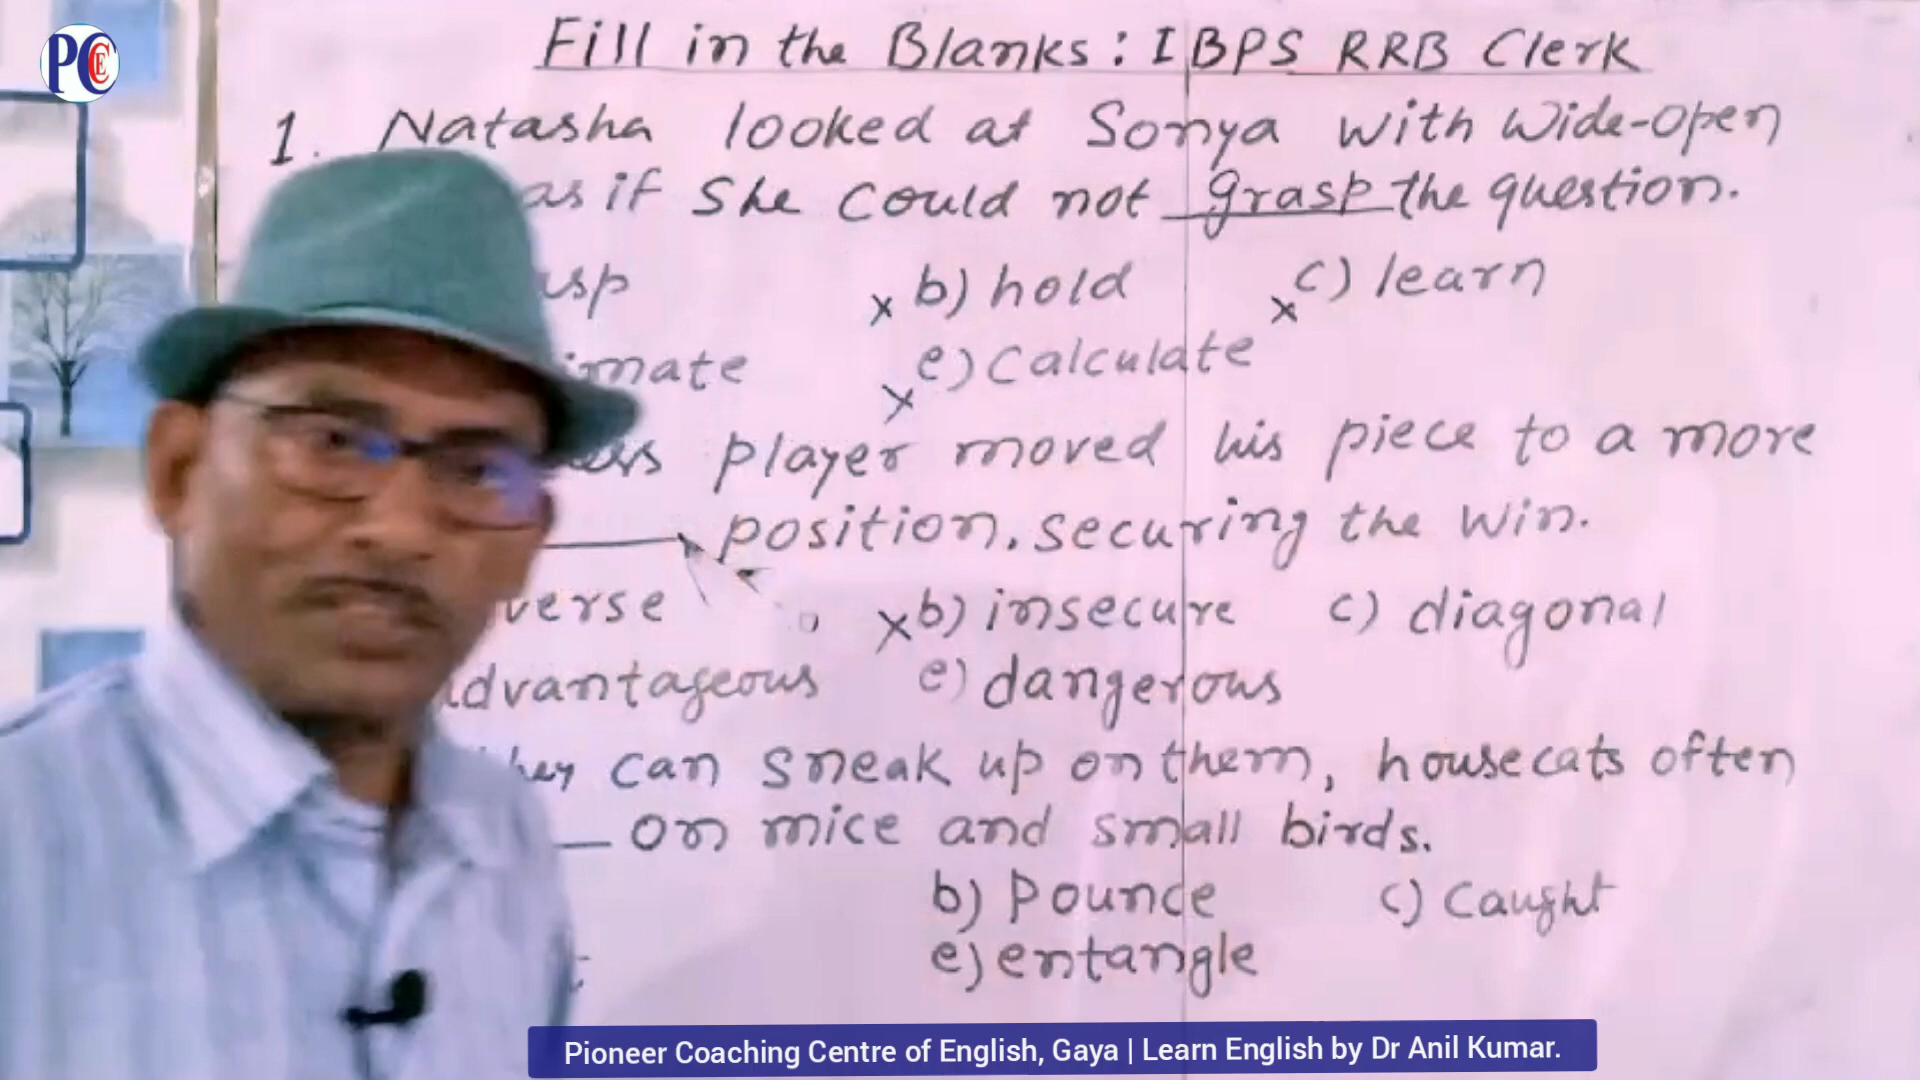 PCCE
Fill in the Blanks : IBPS RRB Clerk
1. Natasha looked at Sonya with wide-open
as if She could not grasp the question.
b) hold c) learn
e) Calculate
player moved his piece to a more
position. securing the win.
b) insecure c) diagonal
advantageous e) dangerous
they can sneak up on them, housecats often
on mice and small birds.
b) Pounce c) Caught
e) entangle
Pioneer Coaching Centre of English, Gaya | Learn English by Dr Anil Kumar.